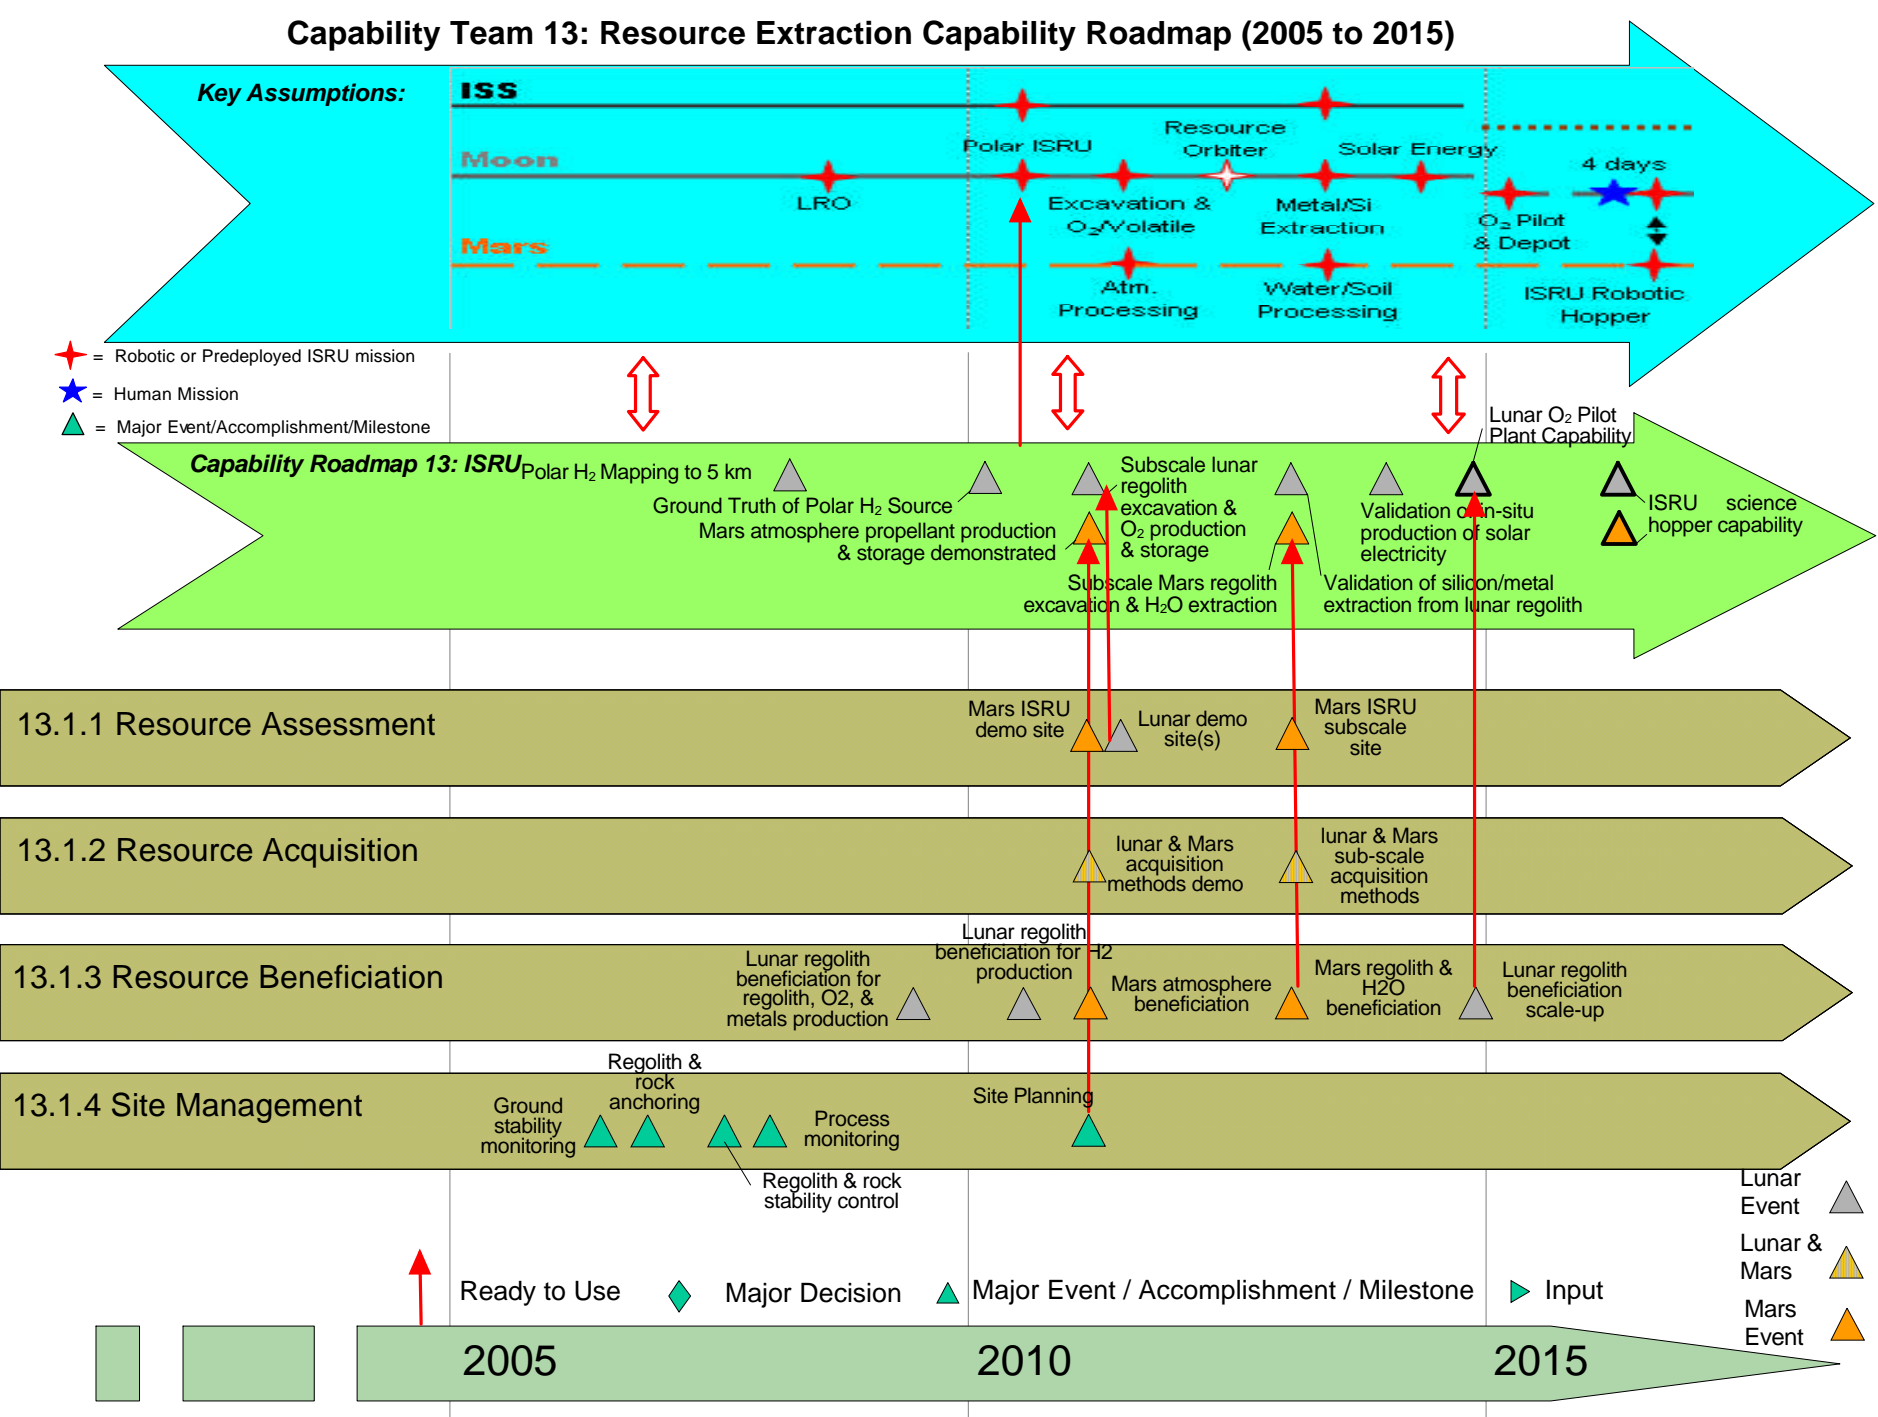 Capability Team 13: Resource Extraction Capability Roadmap (2005 to 2015)
Key Assumptions:
ISS
Moon
Mars
LRO
Polar ISRU
Excavation &
O2/Volatile
Resource
Orbiter
Metal/Si
Extraction
Solar Energy
O2 Pilot
& Depot
4 days
Atm.
Processing
Water/Soil
Processing
ISRU Robotic
Hopper
= Robotic or Predeployed ISRU mission
= Human Mission
= Major Event/Accomplishment/Milestone
Capability Roadmap 13: ISRU
Polar H2 Mapping to 5 km
Ground Truth of Polar H2 Source
Mars atmosphere propellant production
& storage demonstrated
Subscale lunar
regolith
excavation &
O2 production
& storage
Subscale Mars regolith
excavation & H2O extraction
Validation of silicon/metal
extraction from lunar regolith
Validation of in-situ
production of solar
electricity
Lunar O2 Pilot
Plant Capability
ISRU science
hopper capability
13.1.1 Resource Assessment
Mars ISRU
demo site
Lunar demo
site(s)
Mars ISRU
subscale
site
13.1.2 Resource Acquisition
lunar & Mars
acquisition
methods demo
lunar & Mars
sub-scale
acquisition
methods
13.1.3 Resource Beneficiation
Lunar regolith
beneficiation for
regolith, O2, &
metals production
Lunar regolith
beneficiation for H2
production
Mars atmosphere
beneficiation
Mars regolith &
H2O
beneficiation
Lunar regolith
beneficiation
scale-up
13.1.4 Site Management
Ground
stability
monitoring
Regolith &
rock
anchoring
Regolith & rock
stability control
Process
monitoring
Site Planning
Lunar
Event
Lunar &
Mars
Mars
Event
Ready to Use
Major Decision
Major Event / Accomplishment / Milestone
Input
2005
2010
2015